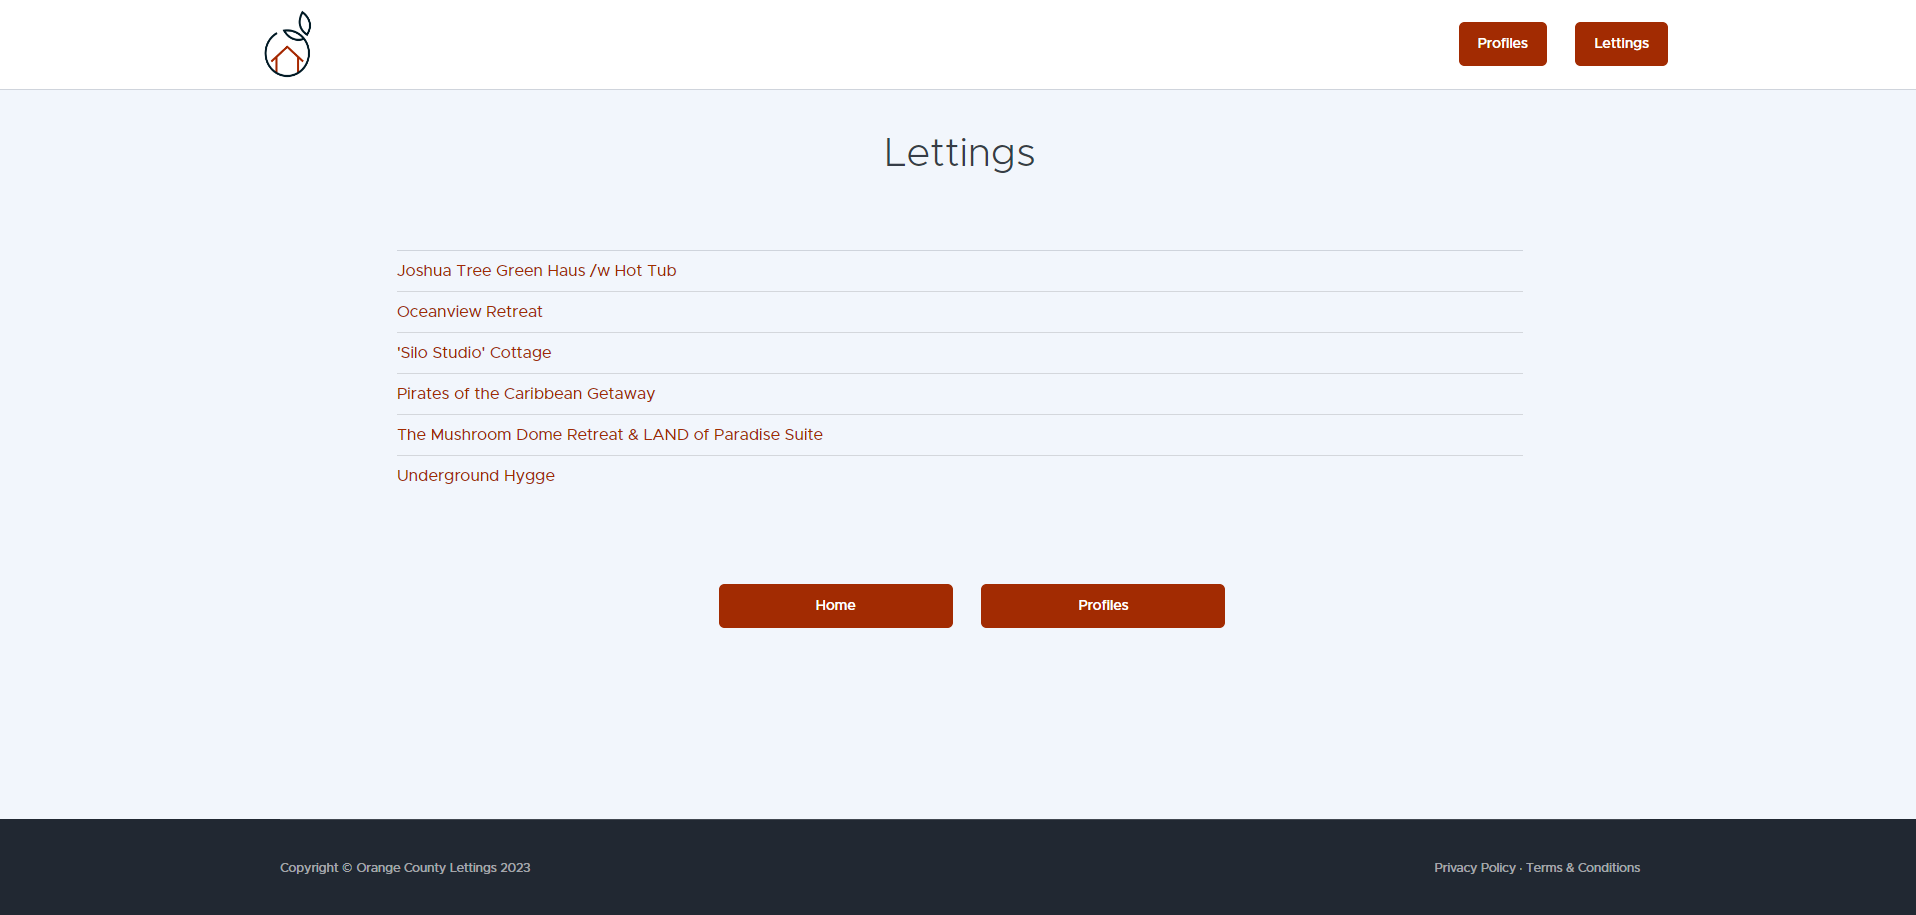 Profiles
Lettings
Lettings
Joshua Tree Green Haus /w Hot Tub
Oceanview Retreat
'Silo Studio' Cottage
Pirates of the Caribbean Getaway
The Mushroom Dome Retreat & LAND of Paradise Suite
Underground Hygge
Home
Profiles
Copyright © Orange County Lettings 2023
Privacy Policy · Terms & Conditions